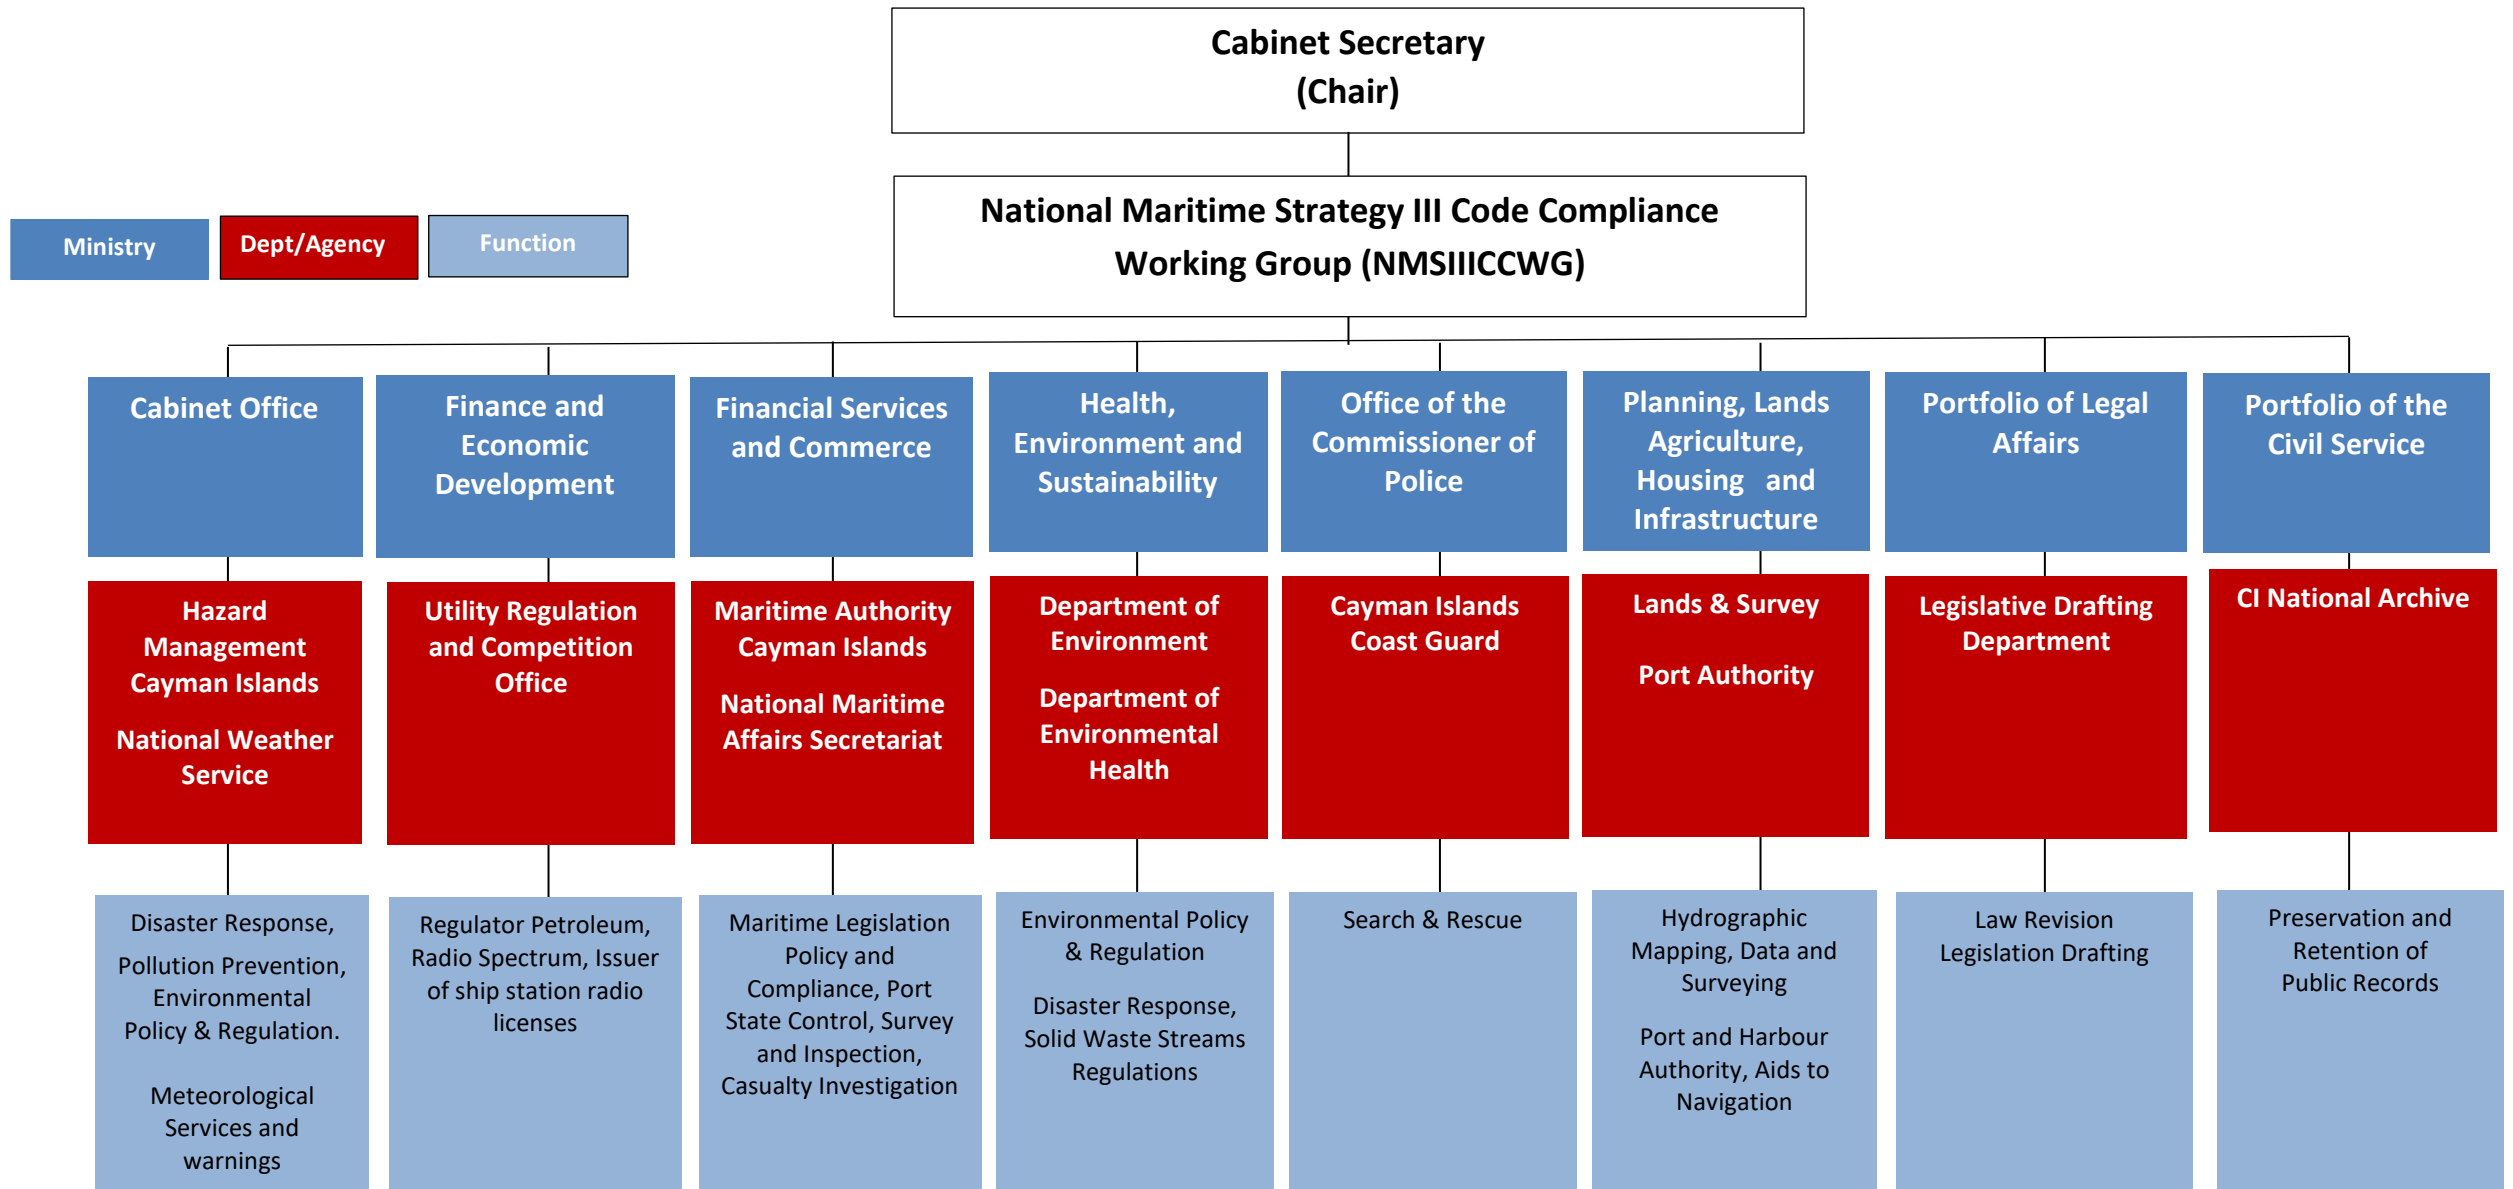 Cabinet Secretary
(Chair)
National Maritime Strategy III Code Compliance
Working Group (NMSIIICCWG)
Ministry
Dept/Agency
Function
Cabinet Office
Finance and
Economic
Development
Financial Services
and Commerce
Health,
Environment and
Sustainability
Office of the
Commissioner of
Police
Planning, Lands
Agriculture,
Housing and
Infrastructure
Portfolio of Legal
Affairs
Portfolio of the
Civil Service
Hazard
Management
Cayman Islands
National Weather
Service
Utility Regulation
and Competition
Office
Maritime Authority
Cayman Islands
National Maritime
Affairs Secretariat
Department of
Environment
Department of
Environmental
Health
Cayman Islands
Coast Guard
Lands & Survey
Port Authority
Legislative Drafting
Department
CI National Archive
Disaster Response,
Pollution Prevention,
Environmental
Policy & Regulation.
Meteorological
Services and
warnings
Regulator Petroleum,
Radio Spectrum, Issuer
of ship station radio
licenses
Maritime Legislation
Policy and
Compliance, Port
State Control, Survey
and Inspection,
Casualty Investigation
Environmental Policy
& Regulation
Disaster Response,
Solid Waste Streams
Regulations
Search & Rescue
Hydrographic
Mapping, Data and
Surveying
Port and Harbour
Authority, Aids to
Navigation
Law Revision
Legislation Drafting
Preservation and
Retention of
Public Records